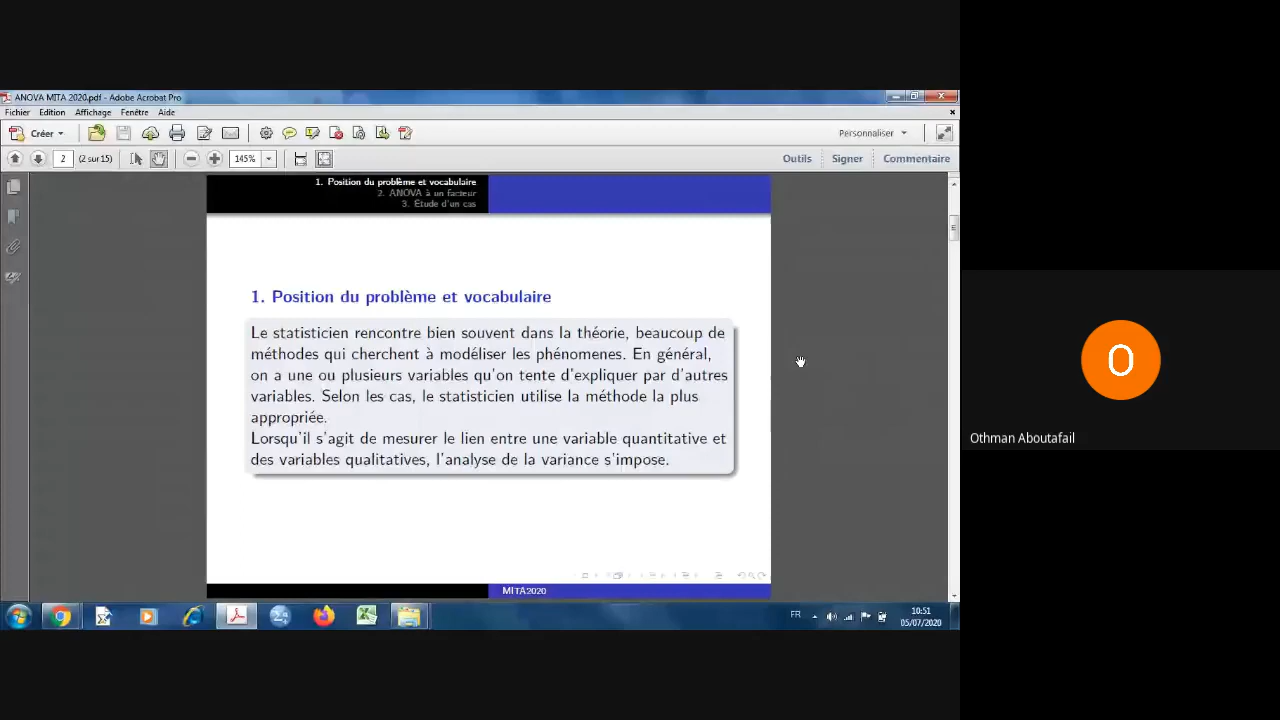 ANOVA MITA 2020.pdf - Adobe Acrobat Pro
Fichier Edition Affichage Fenêtre Aide
Créer
Personnaliser
2 (2 sur 15) 145%
Outils Signer Commentaire
1. Position du problème et vocabulaire
2. ANOVA à un facteur
3. Étude d'un cas
1. Position du problème et vocabulaire
Le statisticien rencontre bien souvent dans la théorie, beaucoup de
méthodes qui cherchent à modéliser les phénomenes. En général,
on a une ou plusieurs variables qu'on tente d'expliquer par d'autres
variables. Selon les cas, le statisticien utilise la méthode la plus
appropriée.
Lorsqu'il s'agit de mesurer le lien entre une variable quantitative et
des variables qualitatives, l'analyse de la variance s'impose.
MITA2020
FR
10:51
05/07/2020
O
Othman Aboutafail